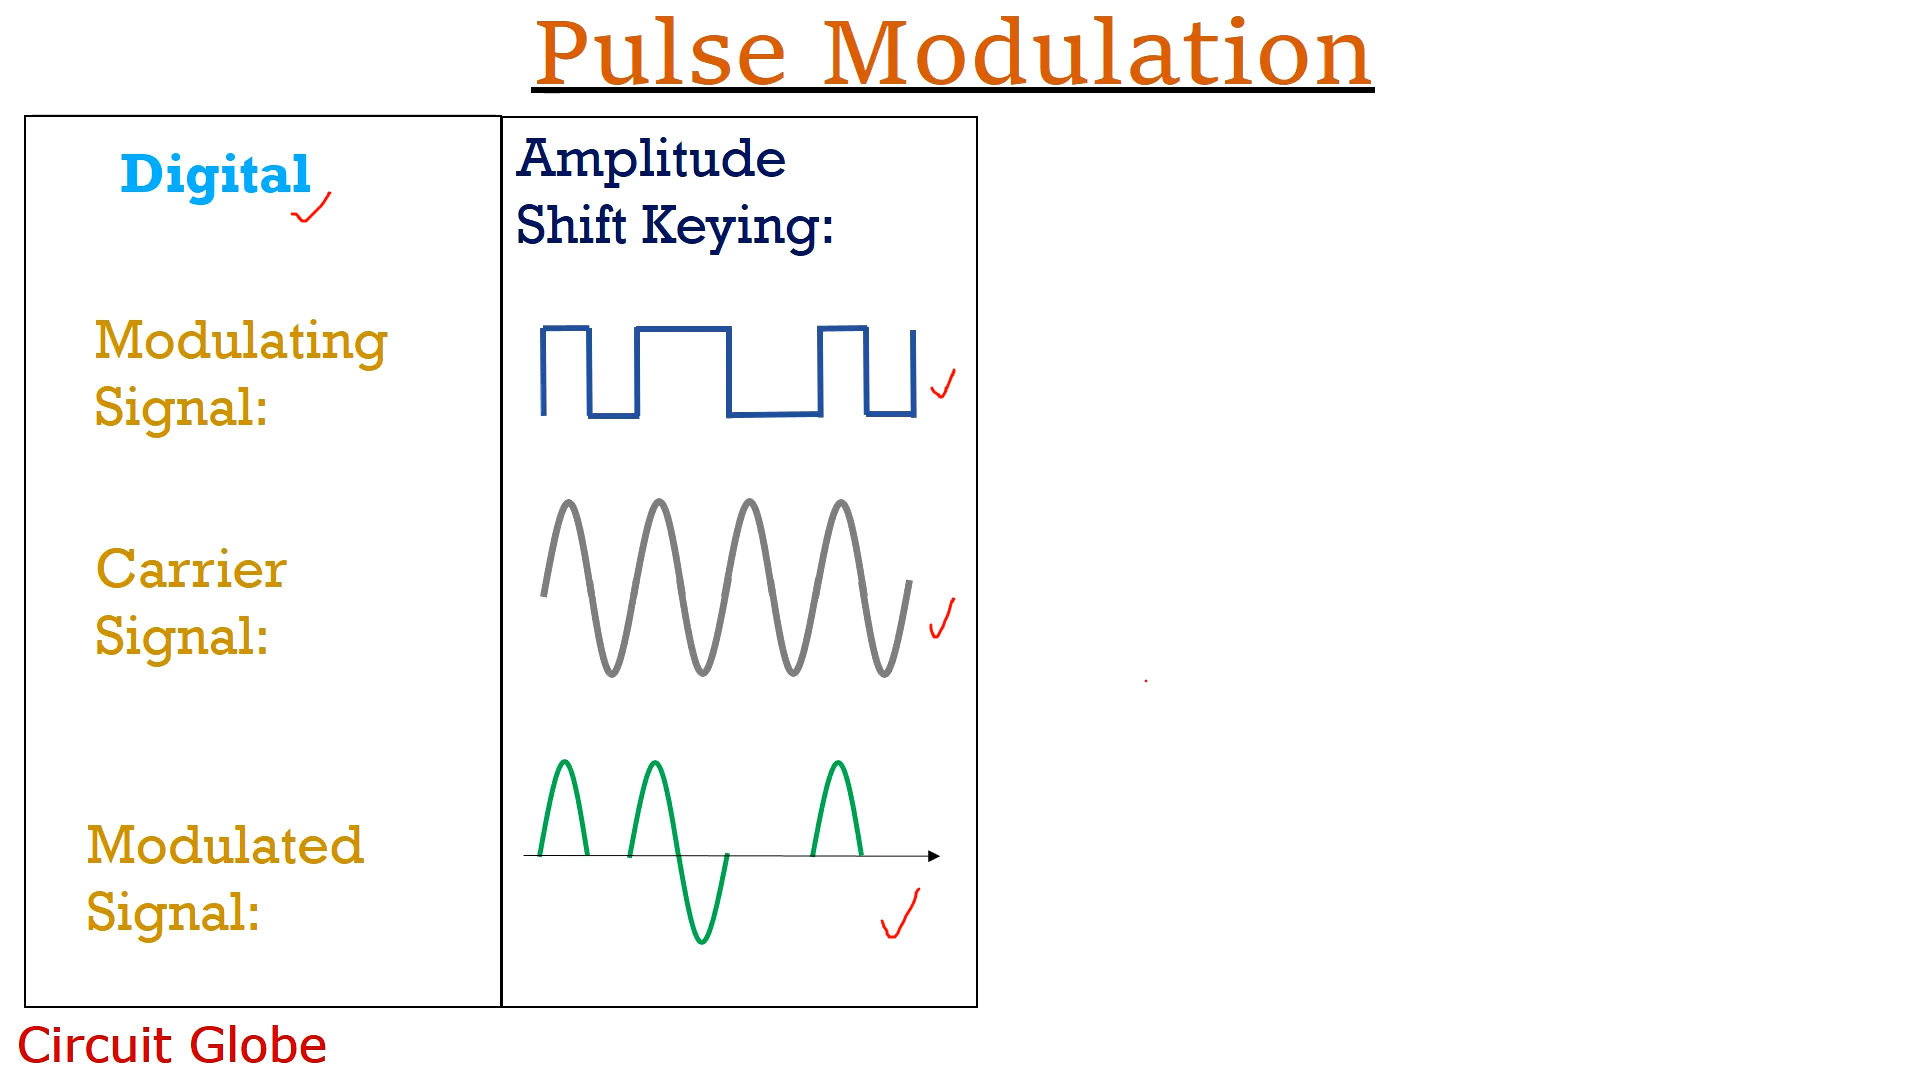 Pulse Modulation
Digital
Amplitude
Shift Keying:
Modulating
Signal:
Carrier
Signal:
Modulated
Signal:
Circuit Globe